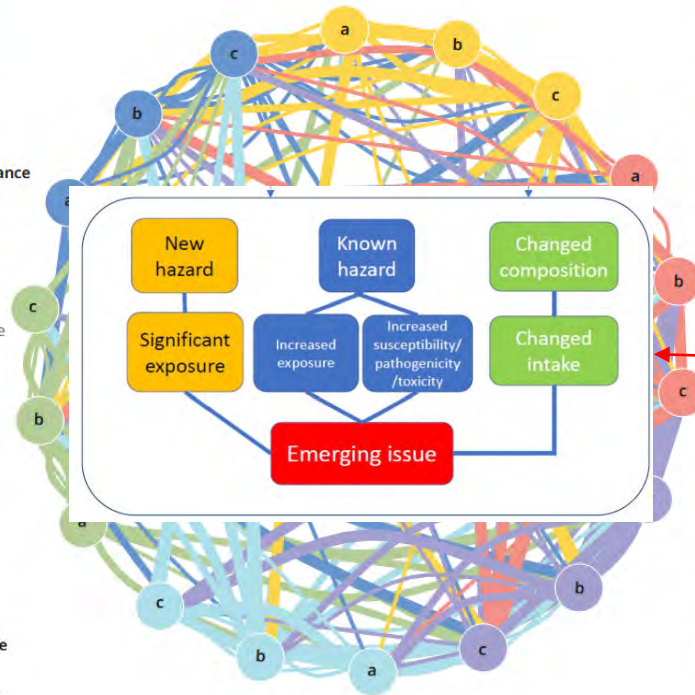 a
b
c
c
b
a
ance
a
b
c
e
c
b
a
New
hazard
Known
hazard
Changed
composition
Significant
exposure
Increased
exposure
Increased
susceptibility/
pathogenicity
/toxicity
Changed
intake
Emerging issue
c
b
a
c
b
e